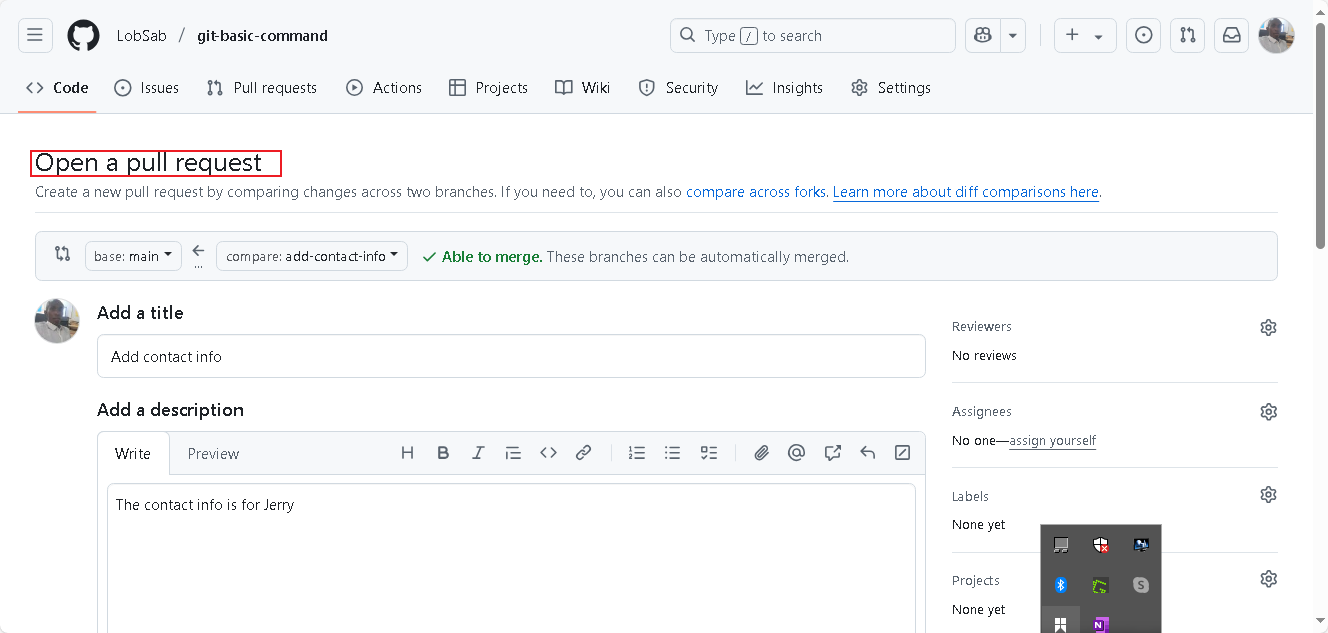 LobSab / git-basic-command
Type / to search
Code Issues Pull requests Actions Projects Wiki Security Insights Settings
Open a pull request
Create a new pull request by comparing changes across two branches. If you need to, you can also compare across forks. Learn more about diff comparisons here.
base: main ... compare: add-contact-info Able to merge. These branches can be automatically merged.
Add a title
Add contact info
Add a description
Write Preview H B I
The contact info is for Jerry
Reviewers
No reviews
Assignees
No one—assign yourself
Labels
None yet
Projects
None yet